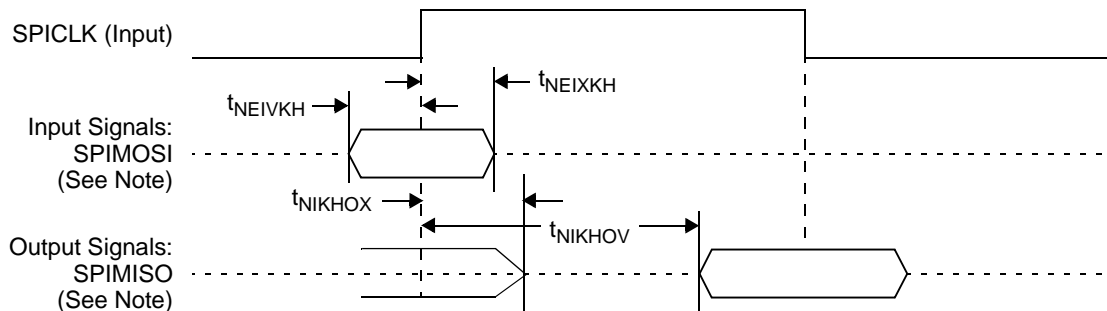 SPICLK (Input)
tNEIXKH
tNEIVKH
Input Signals:
SPIMOSI
(See Note)
tNIKHOX
tNIKHOV
Output Signals:
SPIMISO
(See Note)